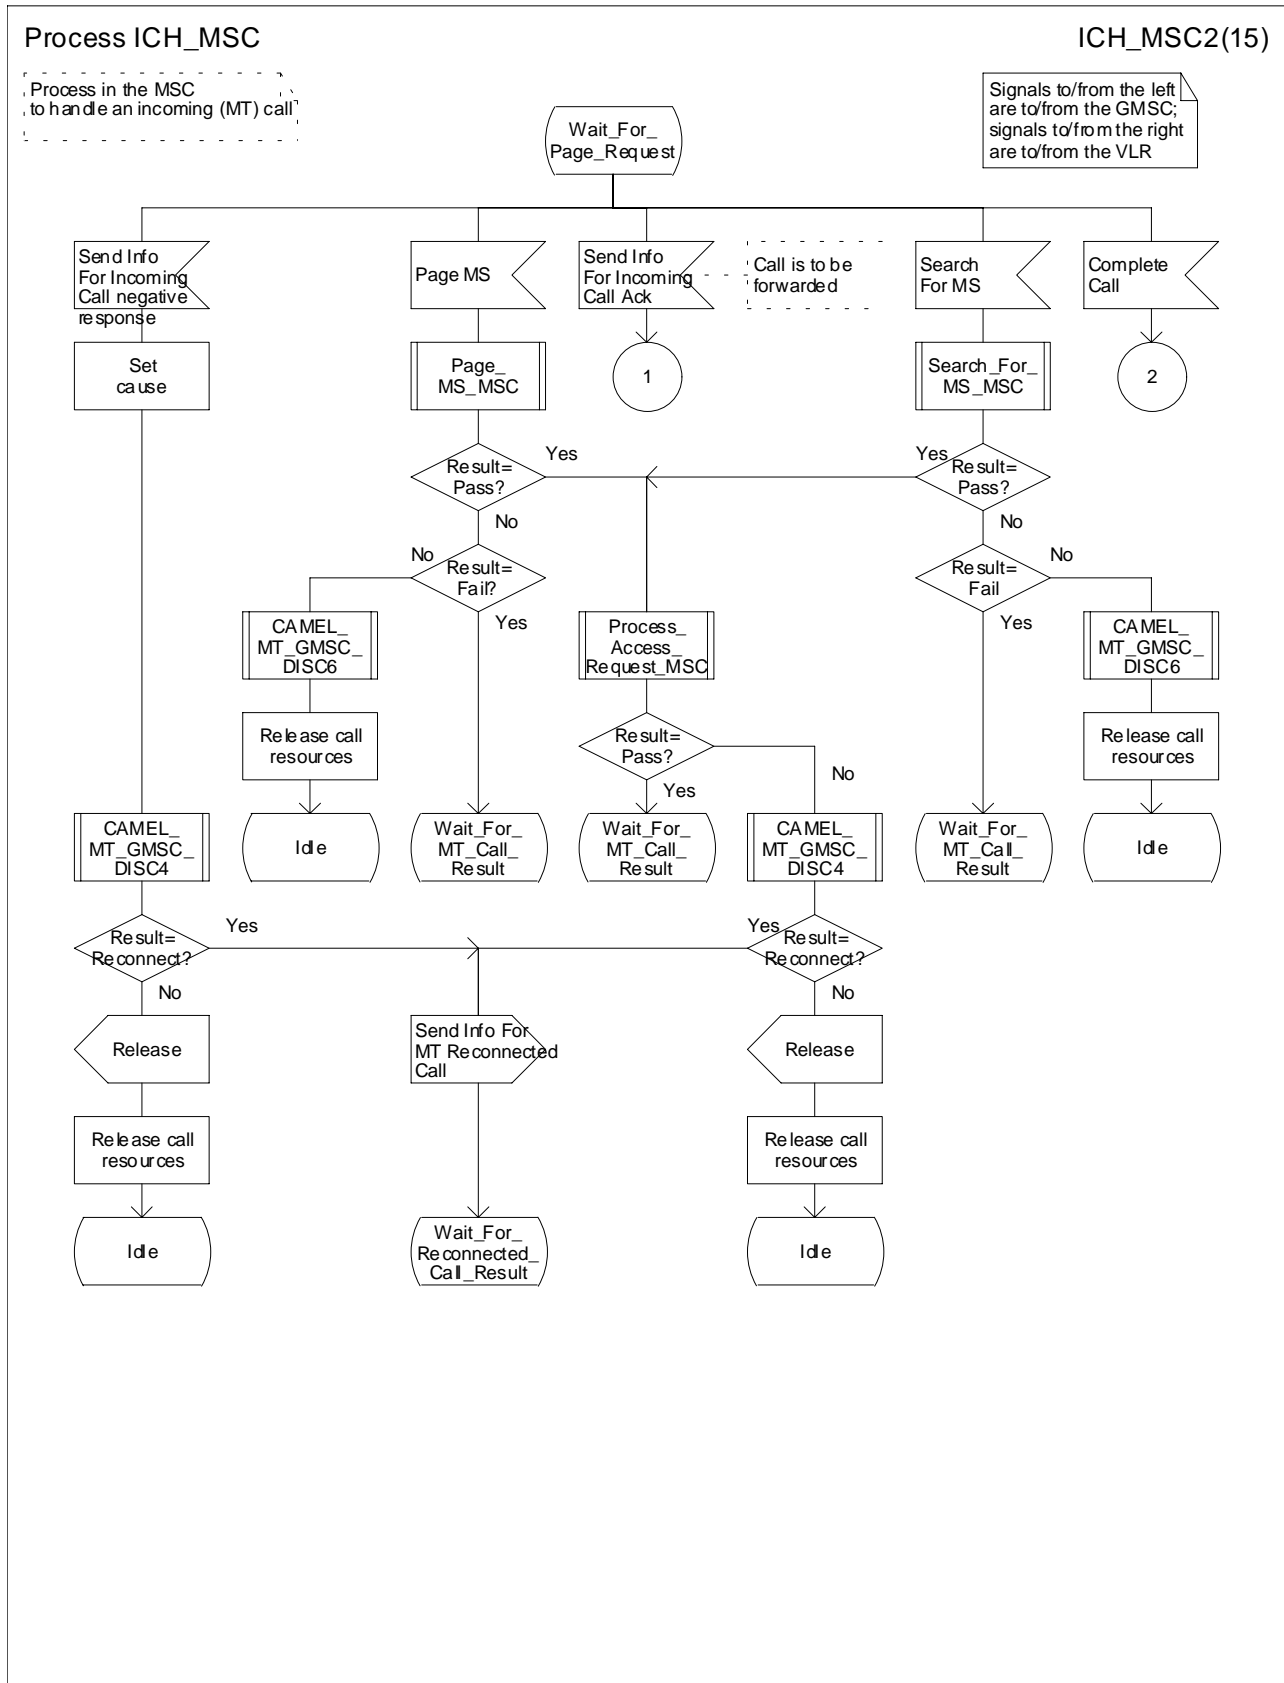 Process ICH_MSC
ICH_MSC2(15)
Process in the MSC
to handle an incoming (MT) call
Signals to/from the left
are to/from the GMSC;
signals to/from the right
are to/from the VLR
Wait_For_
Page_Request
Send Info
For Incoming
Call negative
response
Page MS
Send Info
For Incoming
Call Ack
Call is to be
forwarded
Search
For MS
Complete
Call
Set
cause
Page_
MS_MSC
1
Search_For_
MS_MSC
2
Result=
Pass?
Yes
No
Result=
Pass?
Yes
No
Result=
Fail?
No
Yes
Result=
Fail
No
Yes
CAMEL_
MT_GMSC_
DISC6
Process_
Access_
Request_MSC
CAMEL_
MT_GMSC_
DISC6
Release call
resources
Result=
Pass?
No
Yes
Release call
resources
CAMEL_
MT_GMSC_
DISC4
Idle
Wait_For_
MT_Call_
Result
Wait_For_
MT_Call_
Result
CAMEL_
MT_GMSC_
DISC4
Wait_For_
MT_Call_
Result
Idle
Result=
Reconnect?
Yes
No
Yes
Result=
Reconnect?
No
Release
Send Info For
MT Reconnected
Call
Release
Release call
resources
Release call
resources
Idle
Wait_For_
Reconnected_
Call_Result
Idle